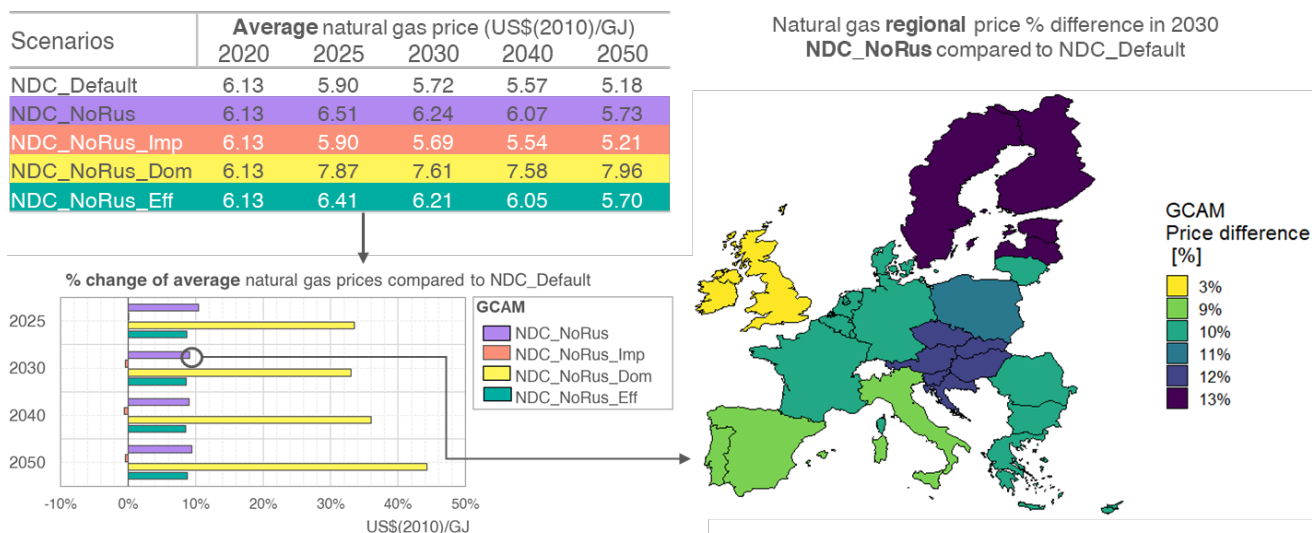 Average natural gas price (US$(2010)/GJ)
Scenarios 2020 2025 2030 2040 2050
NDC_Default 6.13 5.90 5.72 5.57 5.18
NDC_NoRus 6.13 6.51 6.24 6.07 5.73
NDC_NoRus_Imp 6.13 5.90 5.69 5.54 5.21
NDC_NoRus_Dom 6.13 7.87 7.61 7.58 7.96
NDC_NoRus_Eff 6.13 6.41 6.21 6.05 5.70
% change of average natural gas prices compared to NDC_Default
2025
2030
2040
2050
-10% 0% 10% 20% 30% 40% 50%
US$(2010)/GJ
GCAM
NDC_NoRus
NDC_NoRus_Imp
NDC_NoRus_Dom
NDC_NoRus_Eff
Natural gas regional price % difference in 2030
NDC_NoRus compared to NDC_Default
GCAM
Price difference
[%]
3%
9%
10%
11%
12%
13%